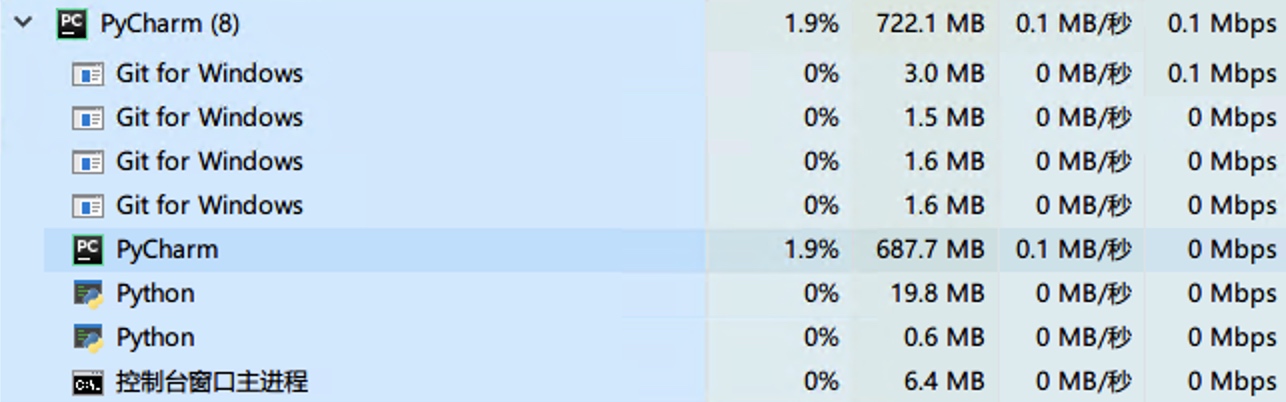 PyCharm (8) 1.9% 722.1 MB 0.1 MB/秒 0.1 Mbps
Git for Windows 0% 3.0 MB 0 MB/秒 0.1 Mbps
Git for Windows 0% 1.5 MB 0 MB/秒 0 Mbps
Git for Windows 0% 1.6 MB 0 MB/秒 0 Mbps
Git for Windows 0% 1.6 MB 0 MB/秒 0 Mbps
PyCharm 1.9% 687.7 MB 0.1 MB/秒 0 Mbps
Python 0% 19.8 MB 0 MB/秒 0 Mbps
Python 0% 0.6 MB 0 MB/秒 0 Mbps
控制台窗口主进程 0% 6.4 MB 0 MB/秒 0 Mbps